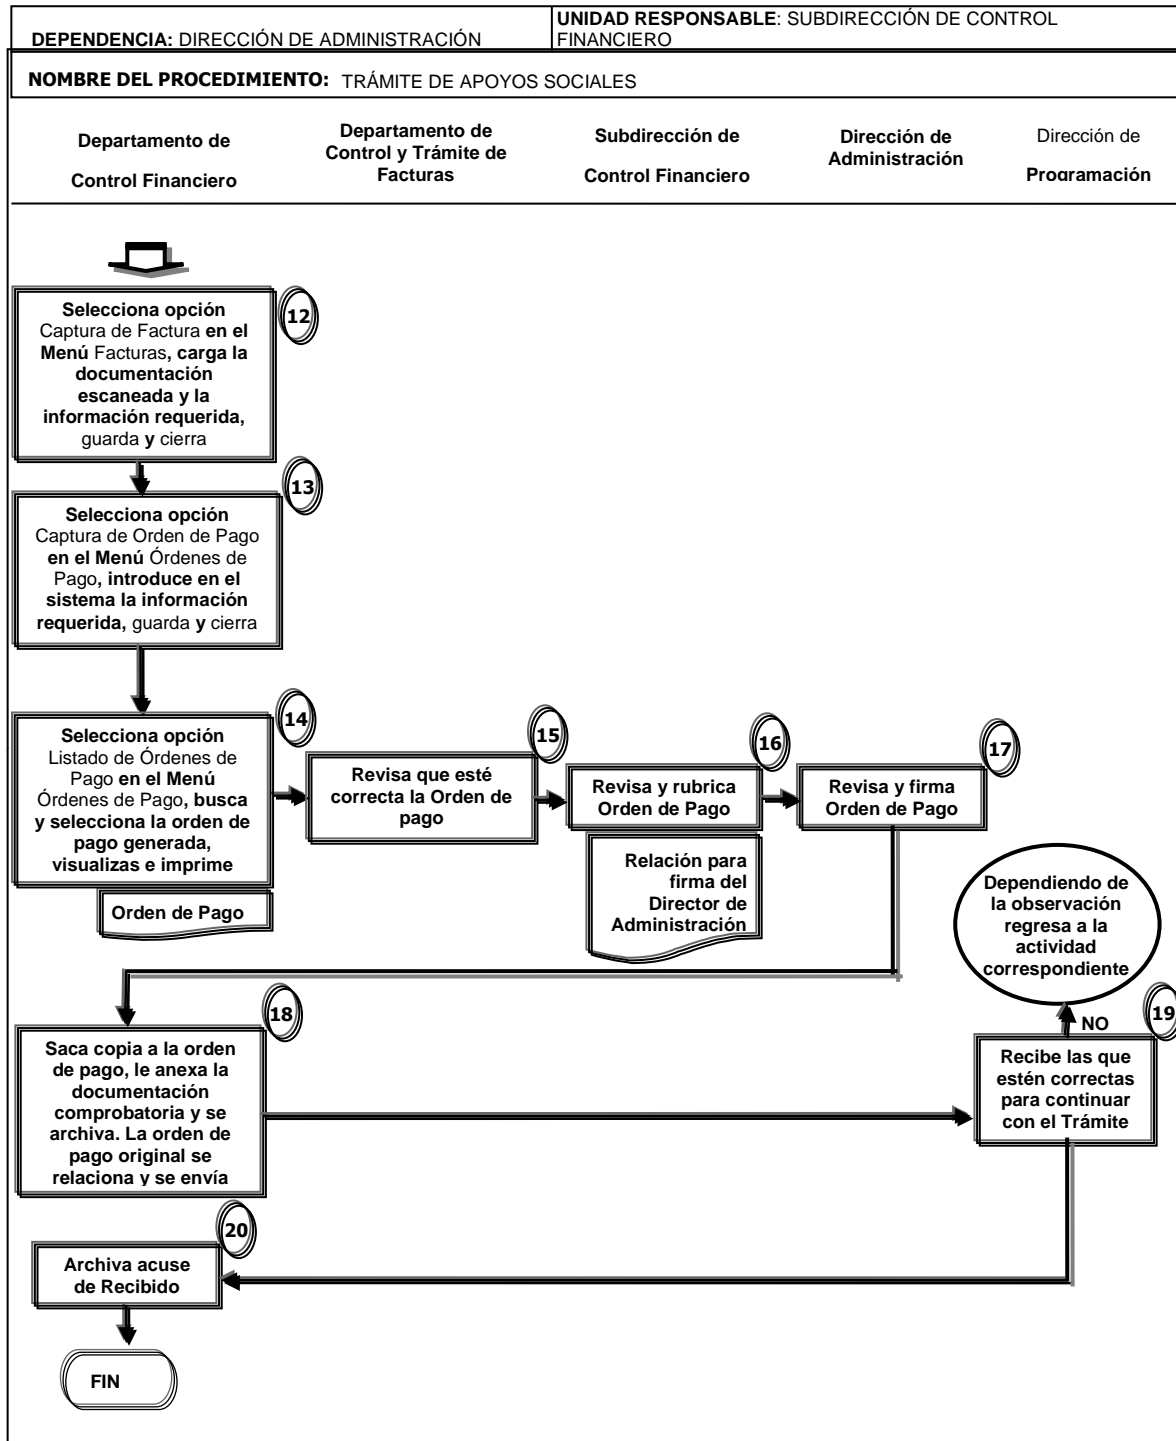 UNIDAD RESPONSABLE: SUBDIRECCIÓN DE CONTROL
DEPENDENCIA: DIRECCIÓN DE ADMINISTRACIÓN
FINANCIERO
NOMBRE DEL PROCEDIMIENTO: TRÁMITE DE APOYOS SOCIALES
Departamento de
Control Financiero
Departamento de
Control y Trámite de
Facturas
Subdirección de
Control Financiero
Dirección de
Administración
Dirección de
Programación
12
Selecciona opción
Captura de Factura en el
Menú Facturas, carga la
documentación
escaneada y la
información requerida,
guarda y cierra
13
Selecciona opción
Captura de Orden de Pago
en el Menú Órdenes de
Pago, introduce en el
sistema la información
requerida, guarda y cierra
14
Selecciona opción
Listado de Órdenes de
Pago en el Menú
Órdenes de Pago, busca
y selecciona la orden de
pago generada,
visualizas e imprime
Orden de Pago
15
Revisa que esté
correcta la Orden de
pago
16
Revisa y rubrica
Orden de Pago
Relación para
firma del
Director de
Administración
17
Revisa y firma
Orden de Pago
Dependiendo de
la observación
regresa a la
actividad
correspondiente
18
Saca copia a la orden
de pago, le anexa la
documentación
comprobatoria y se
archiva. La orden de
pago original se
relaciona y se envía
NO
19
Recibe las que
estén correctas
para continuar
con el Trámite
20
Archiva acuse
de Recibido
FIN